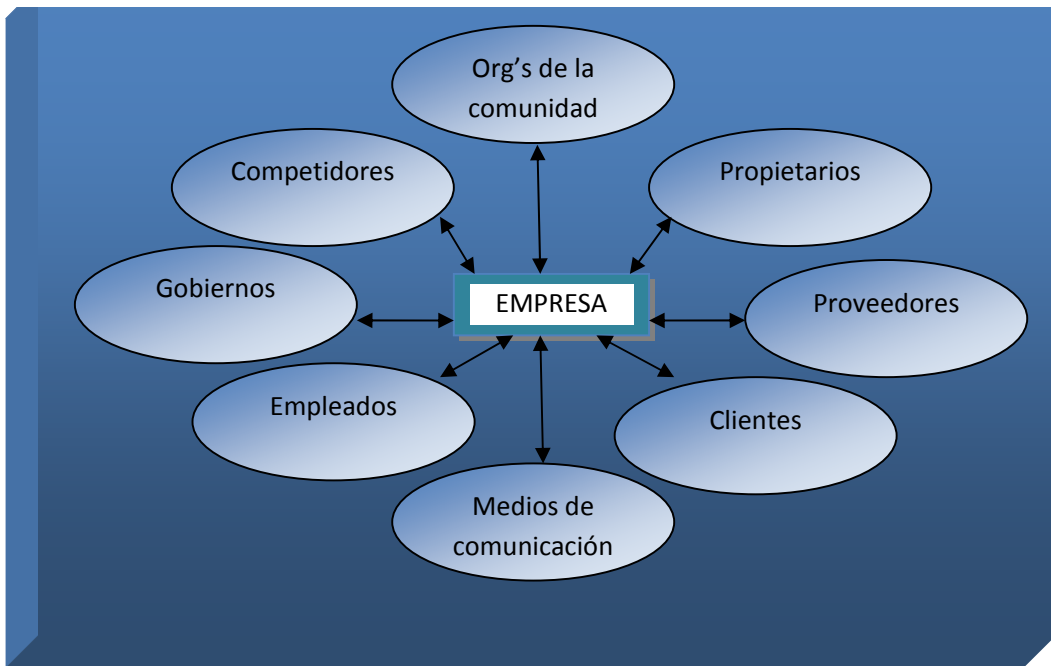 Org’s de la
comunidad
Competidores
Propietarios
Gobiernos
EMPRESA
Proveedores
Empleados
Clientes
Medios de
comunicación